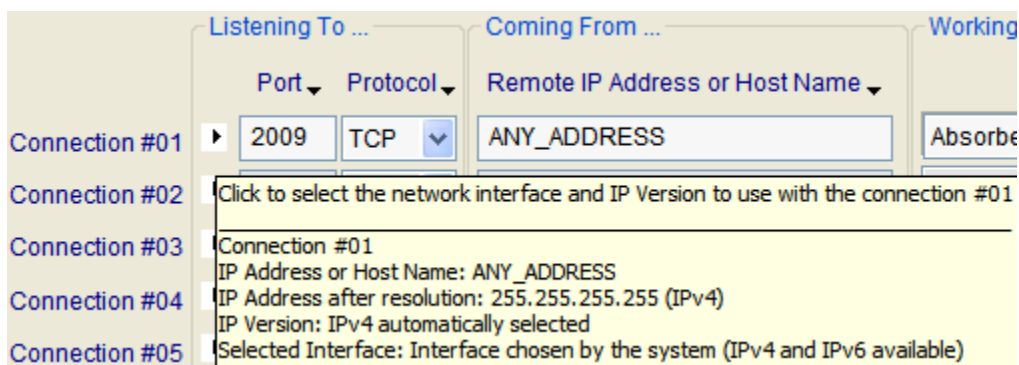 Listening To ... Coming From ... Working
Port Protocol Remote IP Address or Host Name
Connection #01 2009 TCP ANY_ADDRESS Absorbe
Connection #02 Click to select the network interface and IP Version to use with the connection #01
Connection #03 Connection #01
IP Address or Host Name: ANY_ADDRESS
Connection #04 IP Address after resolution: 255.255.255.255 (IPv4)
IP Version: IPv4 automatically selected
Connection #05 Selected Interface: Interface chosen by the system (IPv4 and IPv6 available)